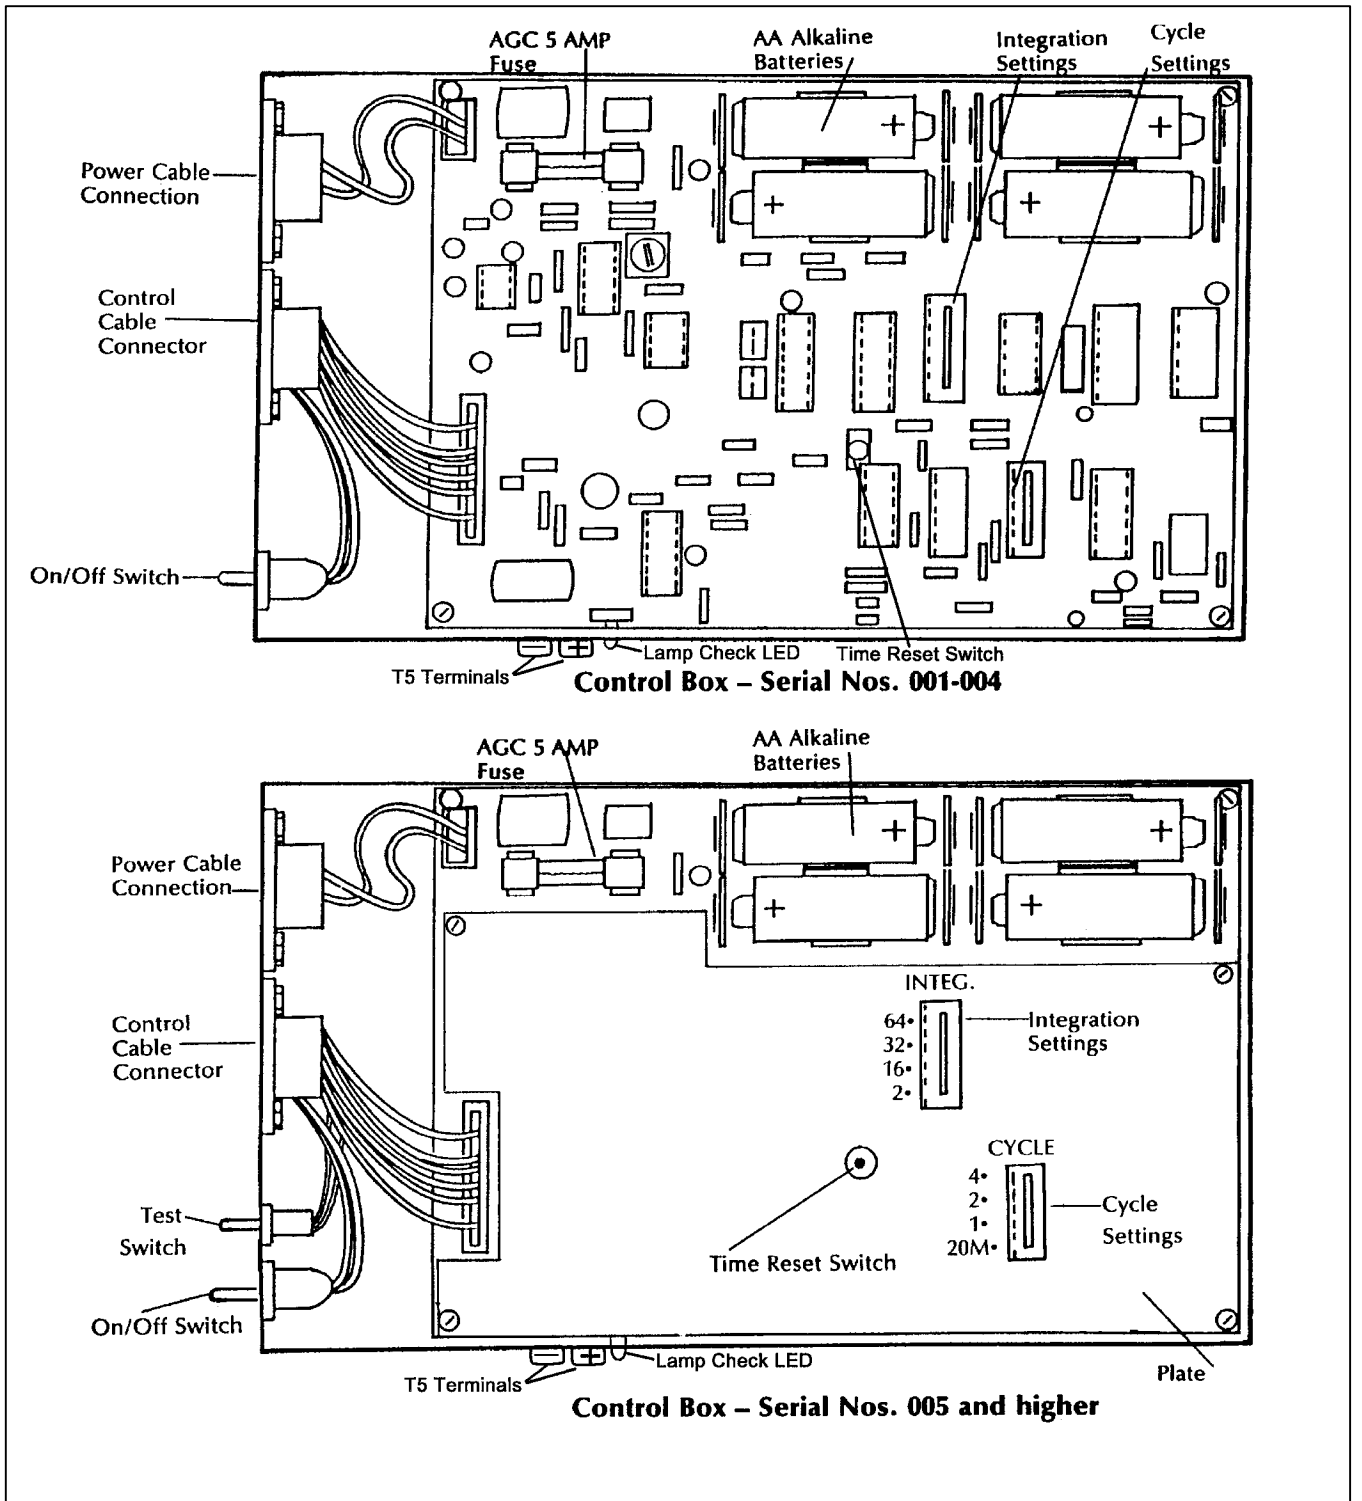 AGC 5 AMP
Fuse
AA Alkaline
Batteries
Integration
Settings
Cycle
Settings
Power Cable
Connection
+
+
+
+
Control
Cable
Connector
On/Off Switch
−
+
T5 Terminals
Lamp Check LED
Time Reset Switch
Control Box – Serial Nos. 001-004
AGC 5 AMP
Fuse
AA Alkaline
Batteries
Power Cable
Connection
+
+
+
+
INTEG.
64•
32•
16•
2•
Integration
Settings
Control
Cable
Connector
CYCLE
4•
2•
1•
20M•
Cycle
Settings
Test
Switch
Time Reset Switch
On/Off Switch
−
+
T5 Terminals
Lamp Check LED
Plate
Control Box – Serial Nos. 005 and higher